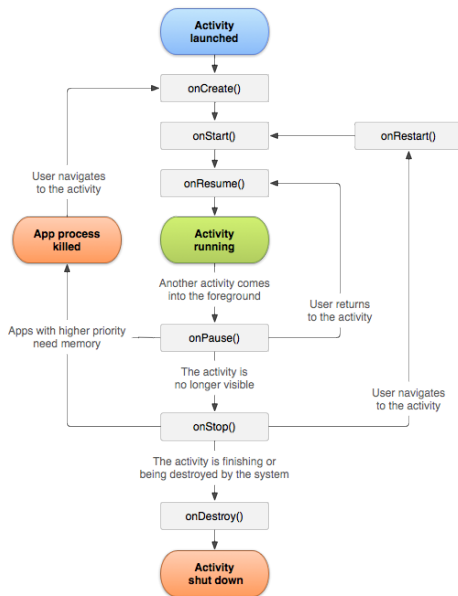 Activity
launched
onCreate()
onStart()
onRestart()
User navigates
to the activity
onResume()
App process
killed
Activity
running
Another activity comes
into the foreground
User returns
to the activity
Apps with higher priority
need memory
onPause()
The activity is
no longer visible
User navigates
to the activity
onStop()
The activity is finishing or
being destroyed by the system
onDestroy()
Activity
shut down